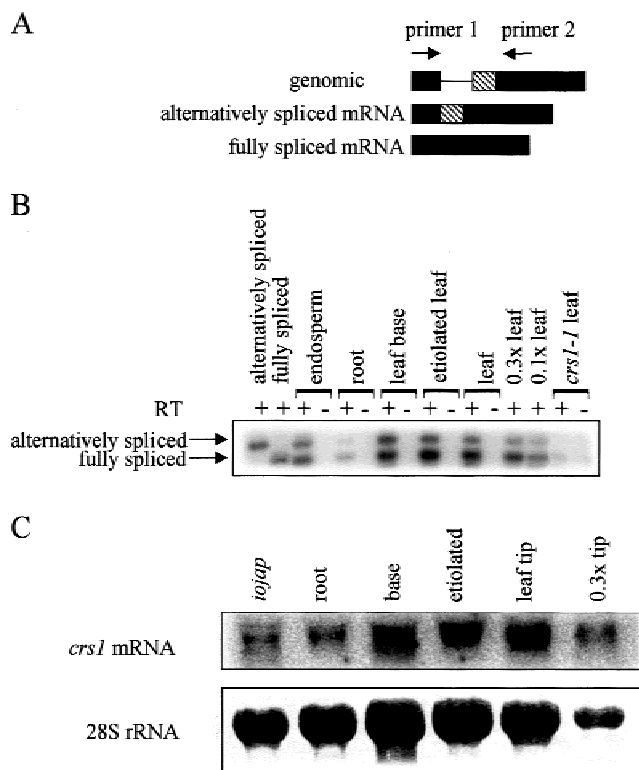 A
primer 1 primer 2
genomic
alternatively spliced mRNA
fully spliced mRNA
B
alternatively spliced
fully spliced
endosperm
root
leaf base
etiolated leaf
leaf
0.3x leaf
0.1x leaf
crs1-1 leaf
RT + + + - + - + - + - + - + + + -
alternatively spliced
fully spliced
C
iojap
root
base
etiolated
leaf tip
0.3x tip
crs1 mRNA
28S rRNA